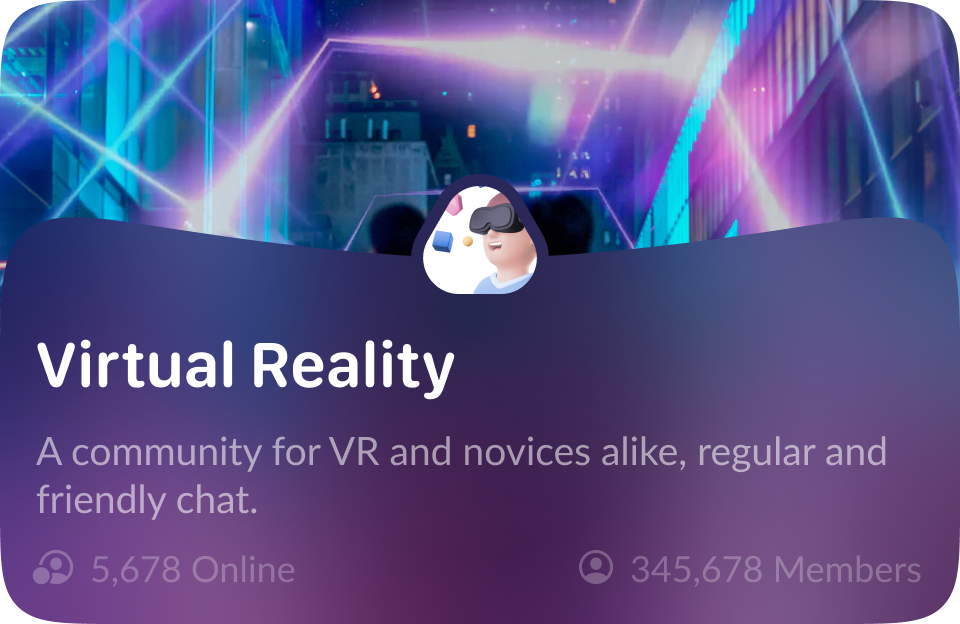 Virtual Reality
A community for VR and novices alike, regular and
friendly chat.
5,678 Online
345,678 Members